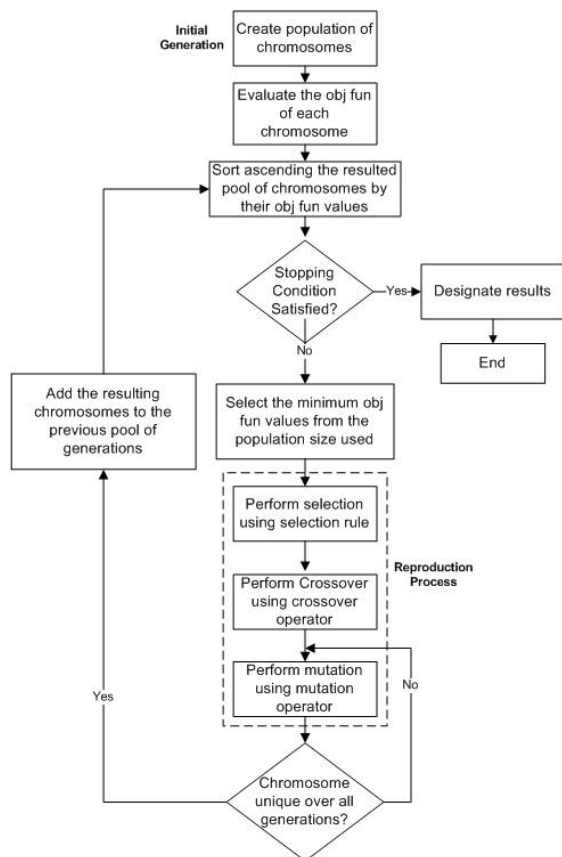 Initial
Generation
Create population
of chromosomes
Evaluate the obj fun
of each
chromosome
Sort ascending the resulted
pool of chromosomes by
their obj fun values
Stopping
Condition
Satisfied?
Yes
Designate results
No
End
Add the resulting
chromosomes to the
previous pool of
generations
Select the minimum obj
fun values from the
population size used
Perform selection
using selection rule
Reproduction
Process
Perform Crossover
using crossover
operator
Perform mutation
using mutation
operator
Yes
No
Chromosome
unique over all
generations?